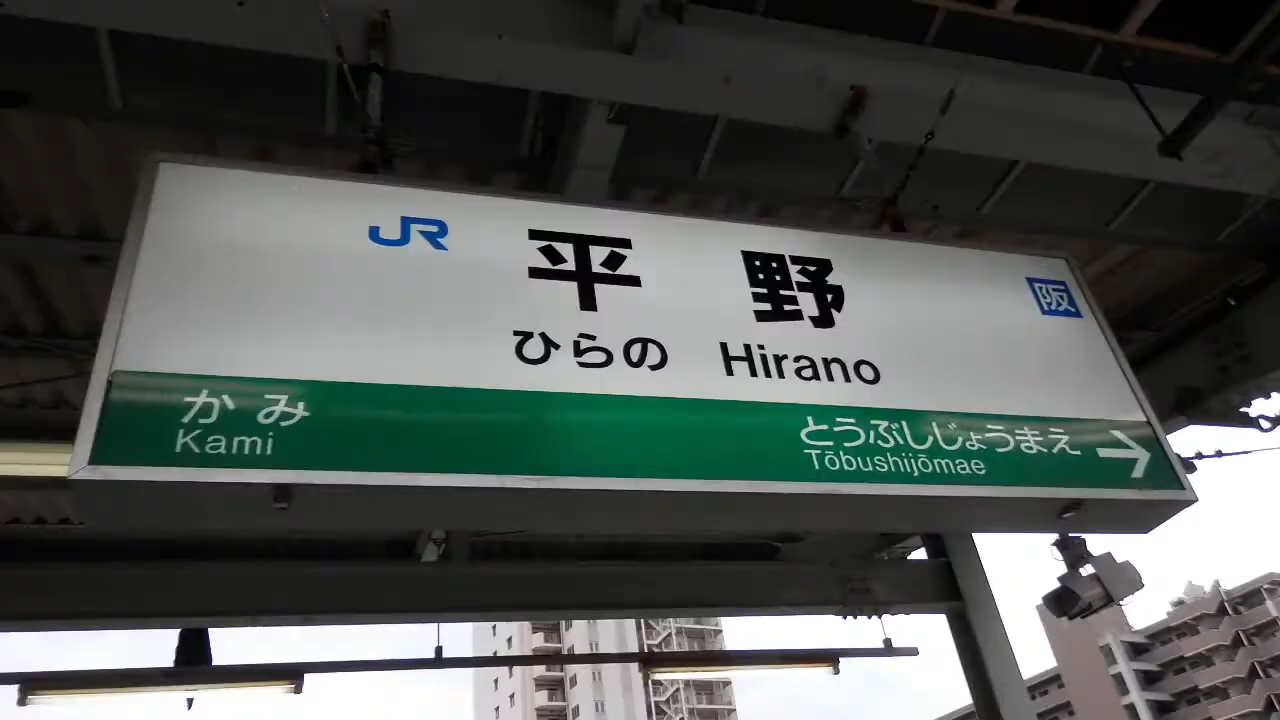 JR
平野
阪
ひらの Hirano
かみ
Kami
とうぶしじょうまえ →
Tōbushijōmae